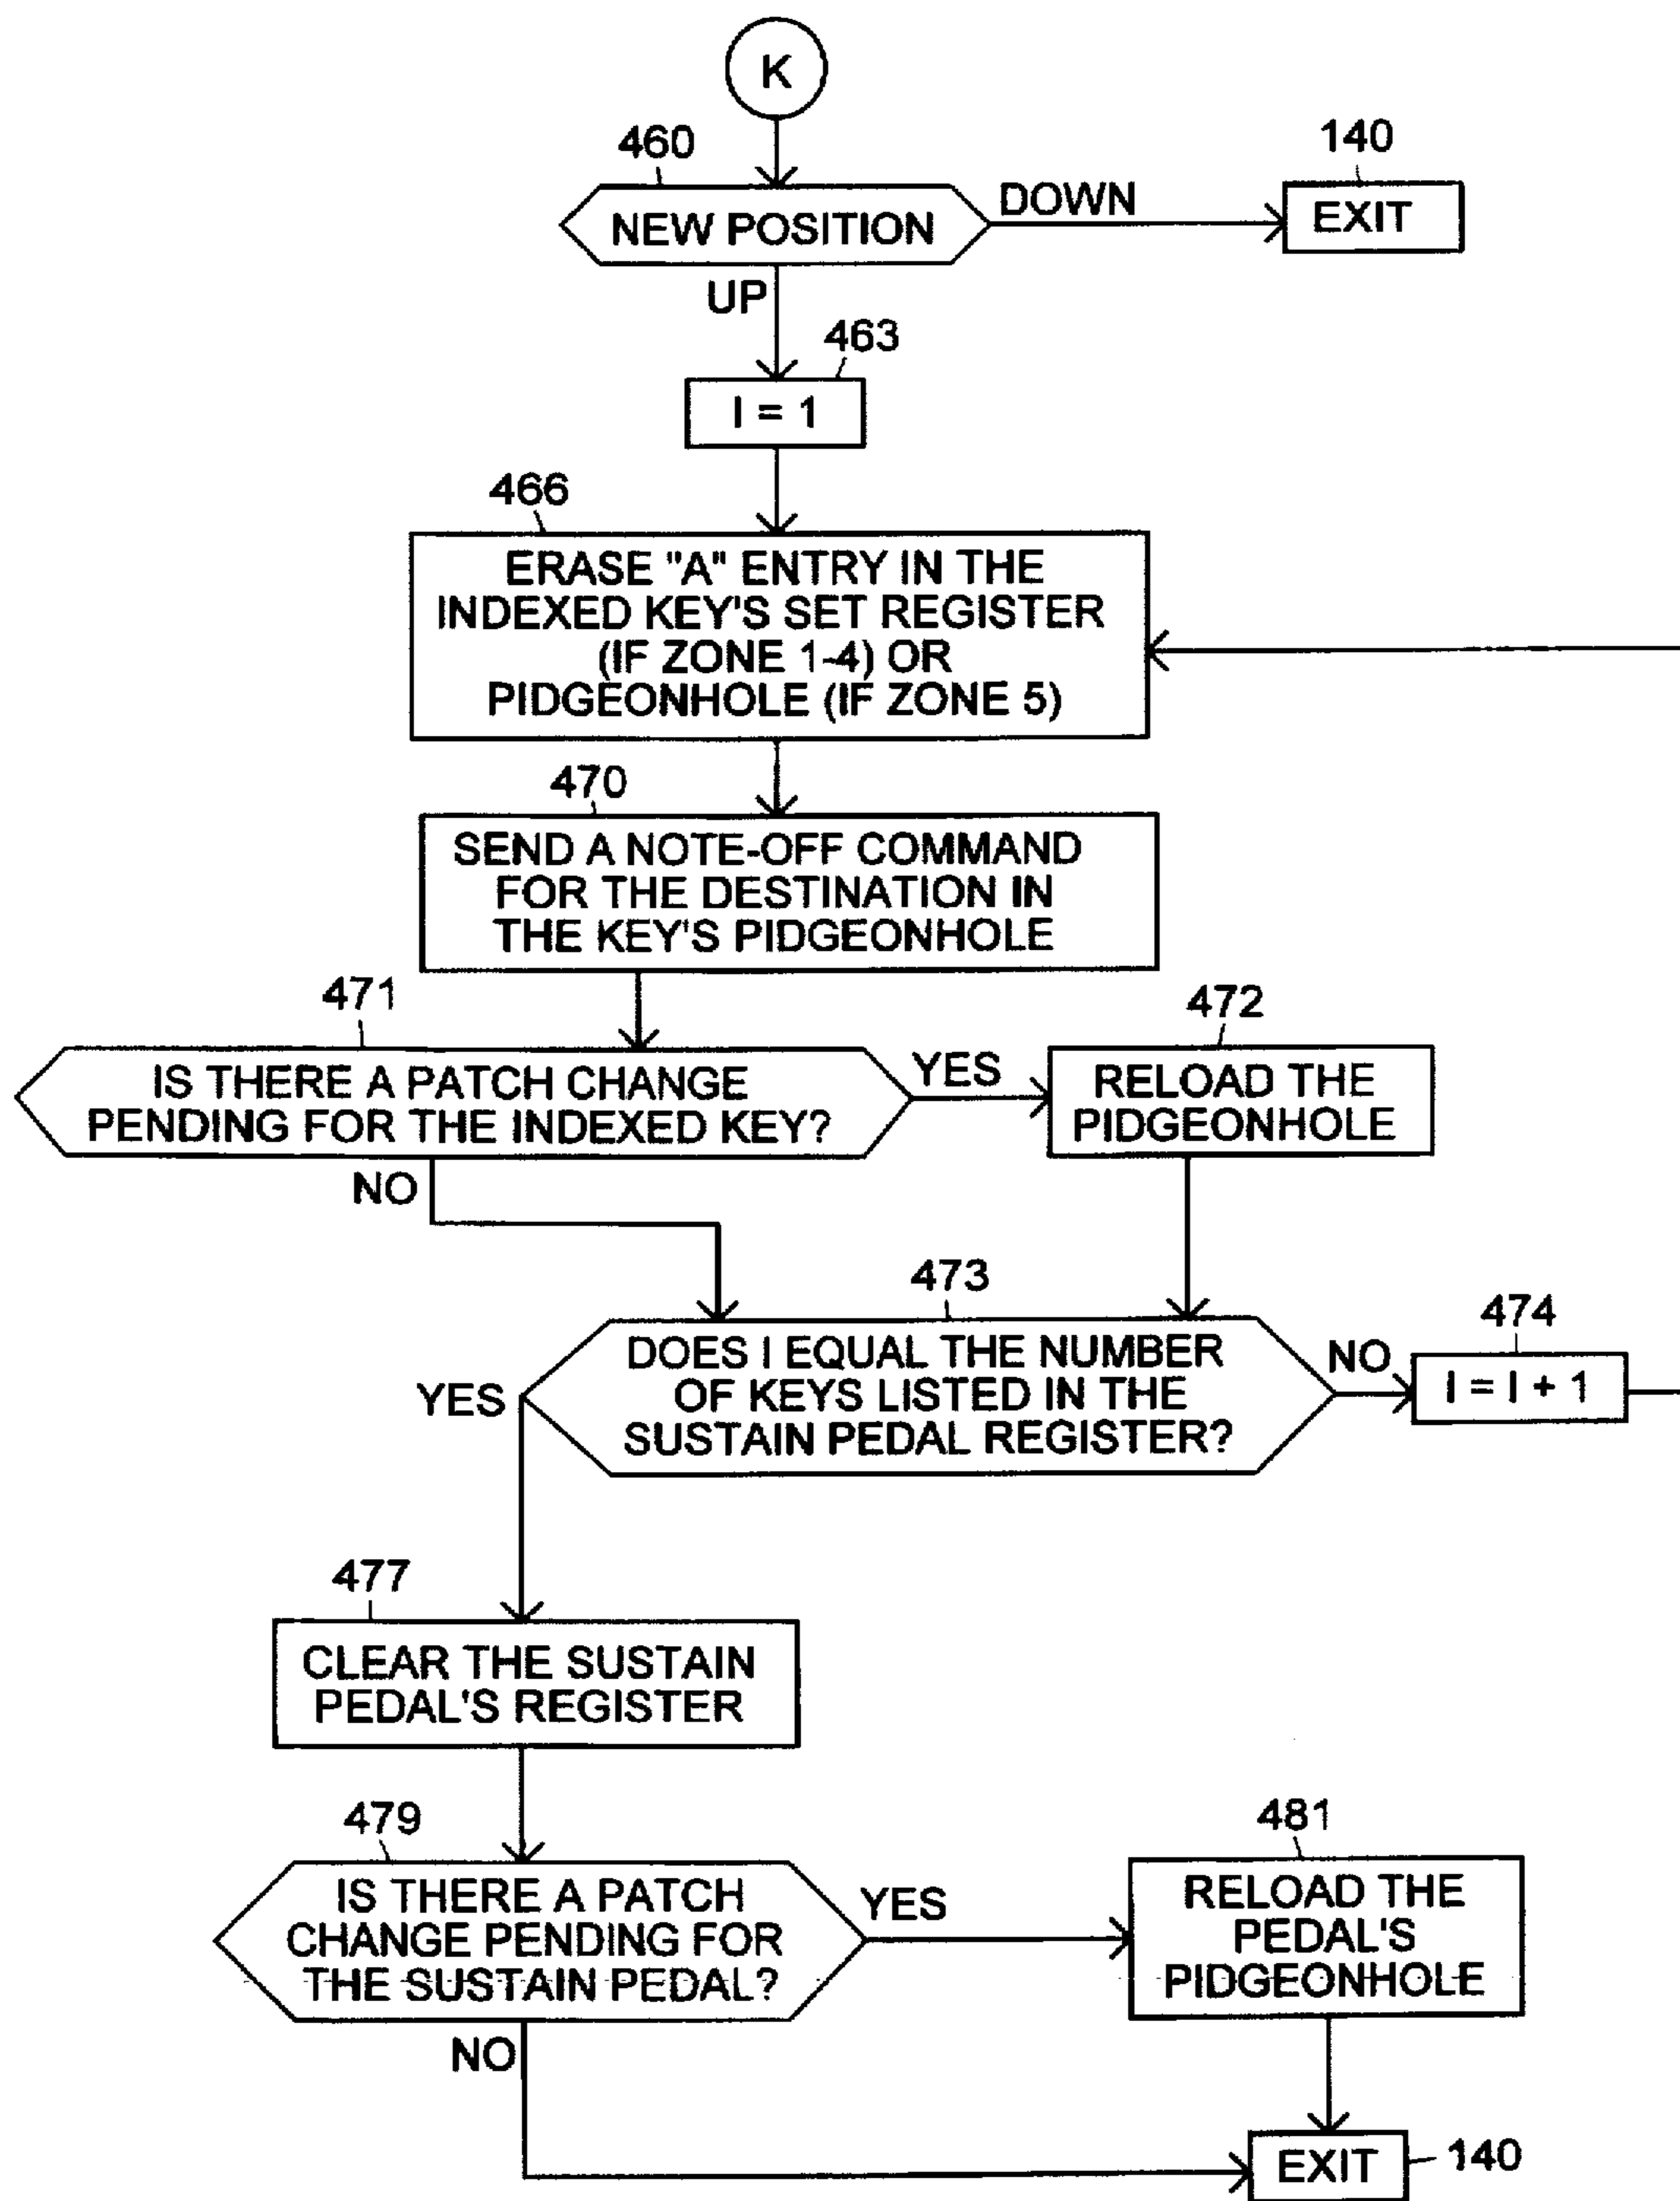 K
460
NEW POSITION
DOWN
140
EXIT
UP
463
I = 1
466
ERASE "A" ENTRY IN THE
INDEXED KEY'S SET REGISTER
(IF ZONE 1-4) OR
PIDGEONHOLE (IF ZONE 5)
470
SEND A NOTE-OFF COMMAND
FOR THE DESTINATION IN
THE KEY'S PIDGEONHOLE
471
IS THERE A PATCH CHANGE
PENDING FOR THE INDEXED KEY?
YES
472
RELOAD THE
PIDGEONHOLE
NO
473
DOES I EQUAL THE NUMBER
OF KEYS LISTED IN THE
SUSTAIN PEDAL REGISTER?
NO
474
I = I + 1
YES
477
CLEAR THE SUSTAIN
PEDAL'S REGISTER
479
IS THERE A PATCH
CHANGE PENDING FOR
THE SUSTAIN PEDAL?
YES
481
RELOAD THE
PEDAL'S
PIDGEONHOLE
NO
EXIT
140